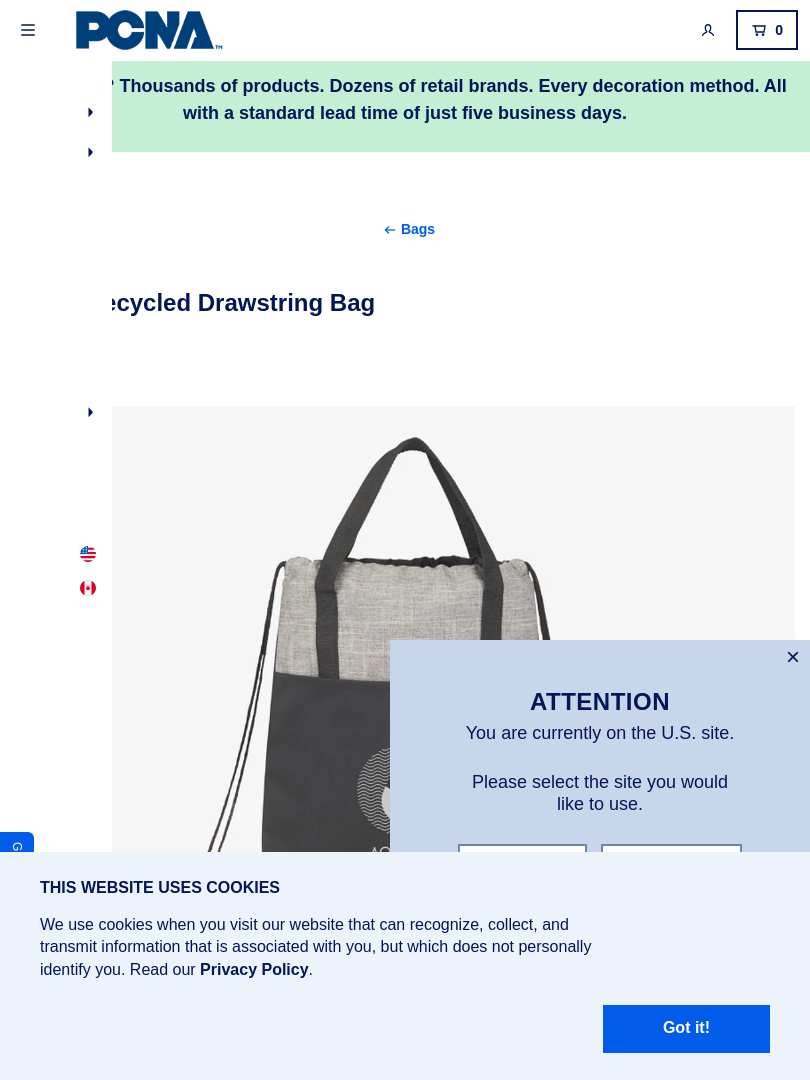 PCNA™
0
? Thousands of products. Dozens of retail brands. Every decoration method. All
with a standard lead time of just five business days.
← Bags
ecycled Drawstring Bag
ATTENTION
You are currently on the U.S. site.
Please select the site you would
like to use.
G
THIS WEBSITE USES COOKIES
We use cookies when you visit our website that can recognize, collect, and
transmit information that is associated with you, but which does not personally
identify you. Read our Privacy Policy.
Got it!